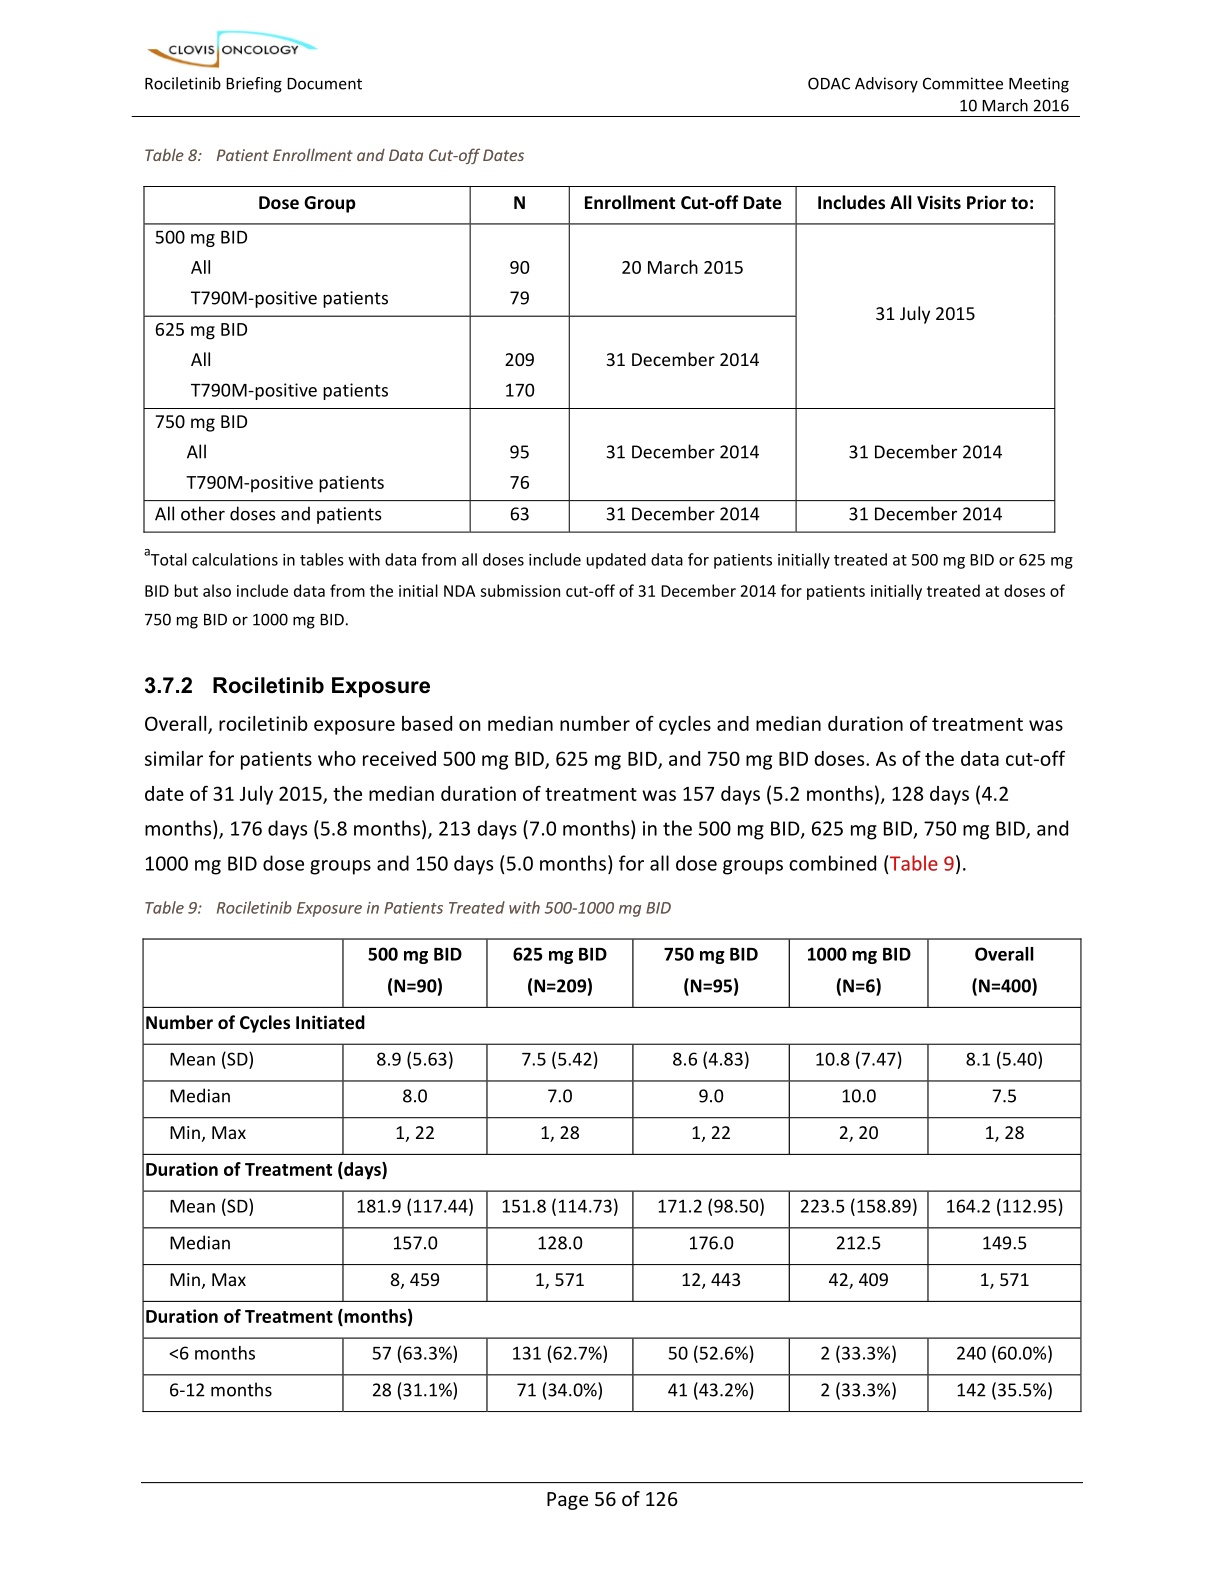 CLOVIS ONCOLOGY
Rociletinib Briefing Document
ODAC Advisory Committee Meeting
10 March 2016
Table 8: Patient Enrollment and Data Cut-off Dates
Dose Group N Enrollment Cut-off Date Includes All Visits Prior to:
500 mg BID
All 90 20 March 2015
T790M-positive patients 79
31 July 2015
625 mg BID
All 209 31 December 2014
T790M-positive patients 170
750 mg BID
All 95 31 December 2014 31 December 2014
T790M-positive patients 76
All other doses and patients 63 31 December 2014 31 December 2014
aTotal calculations in tables with data from all doses include updated data for patients initially treated at 500 mg BID or 625 mg
BID but also include data from the initial NDA submission cut-off of 31 December 2014 for patients initially treated at doses of
750 mg BID or 1000 mg BID.
3.7.2 Rociletinib Exposure
Overall, rociletinib exposure based on median number of cycles and median duration of treatment was
similar for patients who received 500 mg BID, 625 mg BID, and 750 mg BID doses. As of the data cut-off
date of 31 July 2015, the median duration of treatment was 157 days (5.2 months), 128 days (4.2
months), 176 days (5.8 months), 213 days (7.0 months) in the 500 mg BID, 625 mg BID, 750 mg BID, and
1000 mg BID dose groups and 150 days (5.0 months) for all dose groups combined (Table 9).
Table 9: Rociletinib Exposure in Patients Treated with 500-1000 mg BID
500 mg BID 625 mg BID 750 mg BID 1000 mg BID Overall
(N=90) (N=209) (N=95) (N=6) (N=400)
Number of Cycles Initiated
Mean (SD) 8.9 (5.63) 7.5 (5.42) 8.6 (4.83) 10.8 (7.47) 8.1 (5.40)
Median 8.0 7.0 9.0 10.0 7.5
Min, Max 1, 22 1, 28 1, 22 2, 20 1, 28
Duration of Treatment (days)
Mean (SD) 181.9 (117.44) 151.8 (114.73) 171.2 (98.50) 223.5 (158.89) 164.2 (112.95)
Median 157.0 128.0 176.0 212.5 149.5
Min, Max 8, 459 1, 571 12, 443 42, 409 1, 571
Duration of Treatment (months)
<6 months 57 (63.3%) 131 (62.7%) 50 (52.6%) 2 (33.3%) 240 (60.0%)
6-12 months 28 (31.1%) 71 (34.0%) 41 (43.2%) 2 (33.3%) 142 (35.5%)
Page 56 of 126